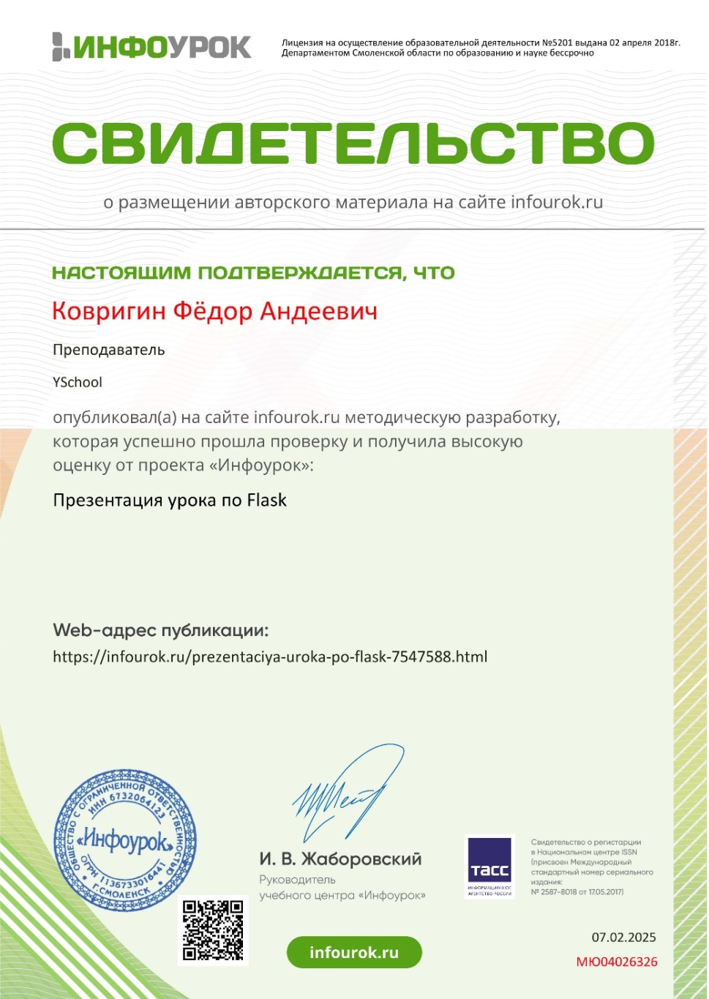 ИНФОУРОК
Лицензия на осуществление образовательной деятельности №5201 выдана 02 апреля 2018г.
Департаментом Смоленской области по образованию и науке бессрочно
СВИДЕТЕЛЬСТВО
о размещении авторского материала на сайте infourok.ru
НАСТОЯЩИМ ПОДТВЕРЖДАЕТСЯ, ЧТО
Ковригин Фёдор Андеевич
Преподаватель
YSchool
опубликовал(а) на сайте infourok.ru методическую разработку,
которая успешно прошла проверку и получила высокую
оценку от проекта «Инфоурок»:
Презентация урока по Flask
Web-адрес публикации:
https://infourok.ru/prezentaciya-uroka-po-flask-7547588.html
ОБЩЕСТВО С ОГРАНИЧЕННОЙ ОТВЕТСТВЕННОСТЬЮ
ИНН 6732064123
«Инфоурок»
ОГРН 1136733016441
Г.СМОЛЕНСК
И. В. Жаборовский
Руководитель
учебного центра «Инфоурок»
ТАСС
ИНФОРМАЦИОННОЕ
АГЕНТСТВО РОССИИ
Свидетельство о регистарции
в Национальном центре ISSN
(присвоен Международный
стандартный номер сериального
издания:
№ 2587-8018 от 17.05.2017)
infourok.ru
07.02.2025
МЮ04026326